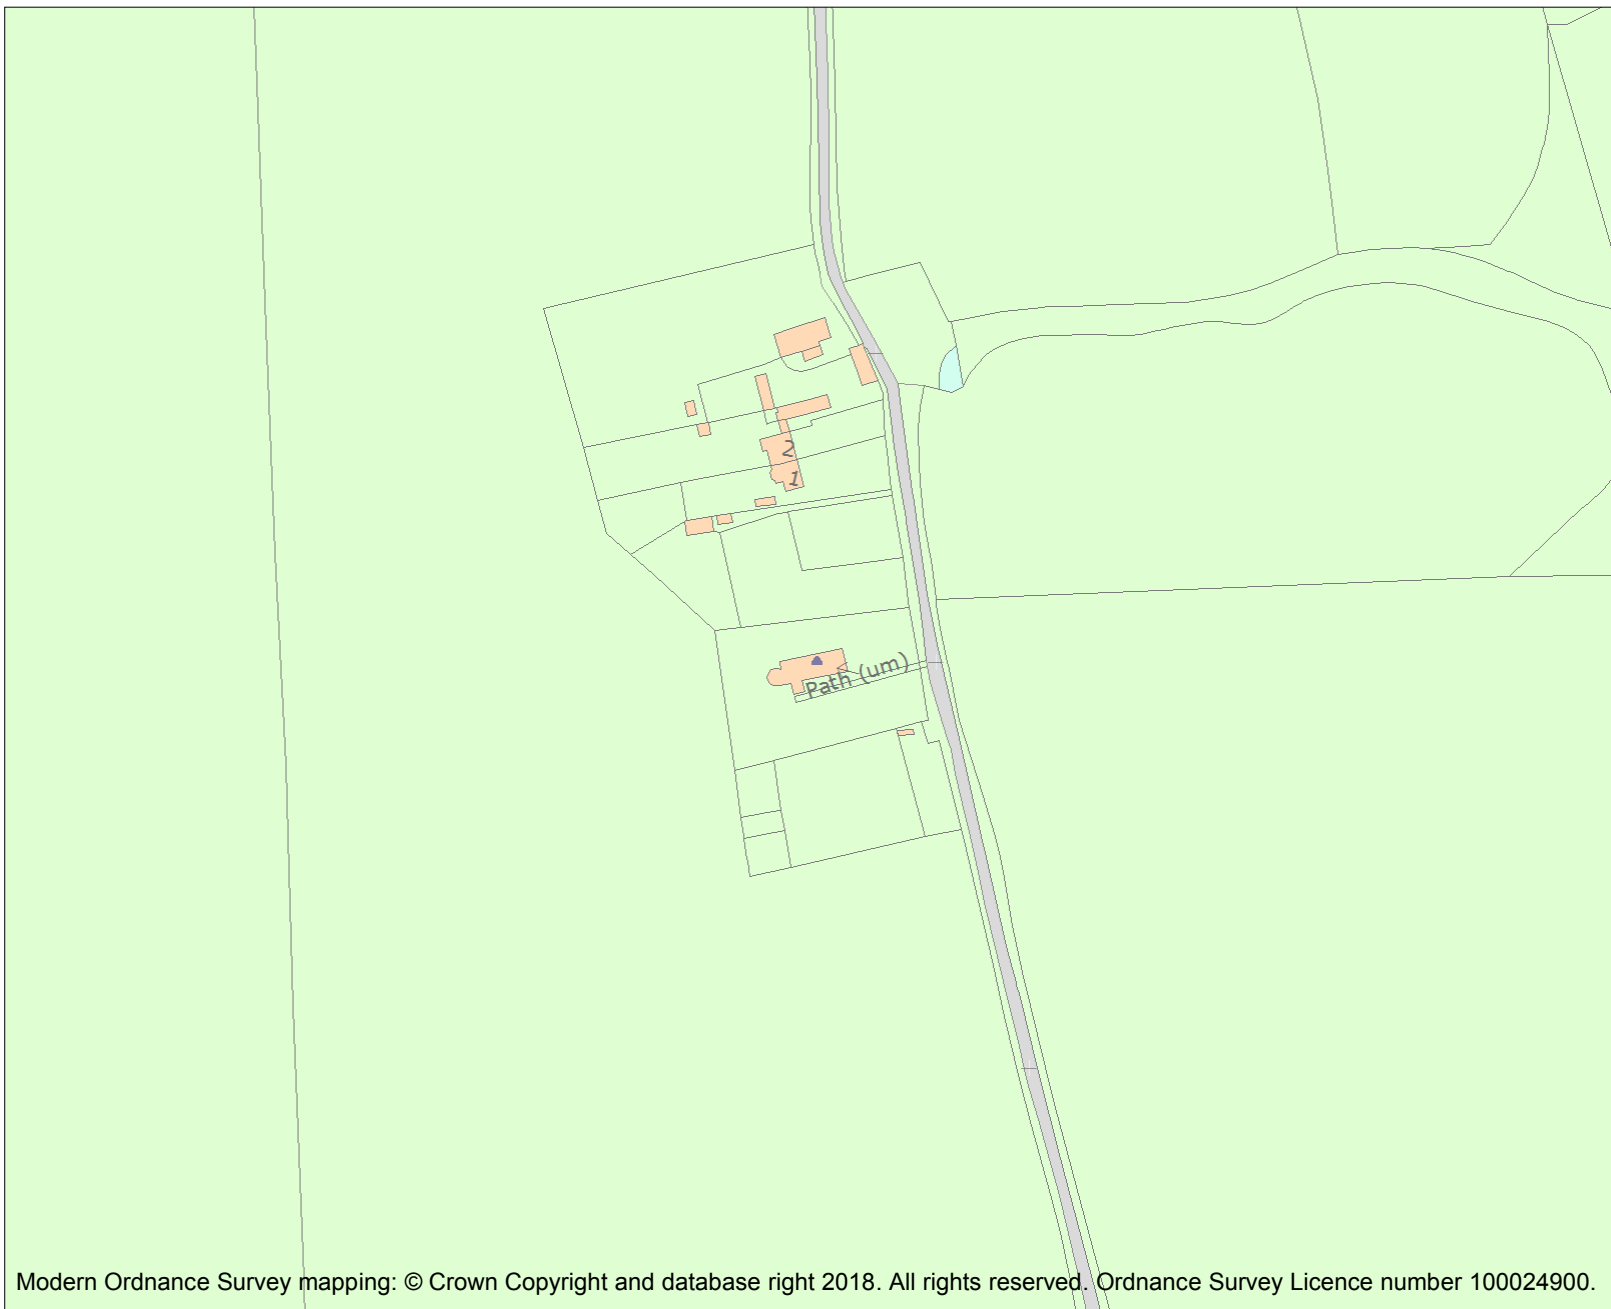 2
1
Path (um)
Modern Ordnance Survey mapping: © Crown Copyright and database right 2018. All rights reserved. Ordnance Survey Licence number 100024900.